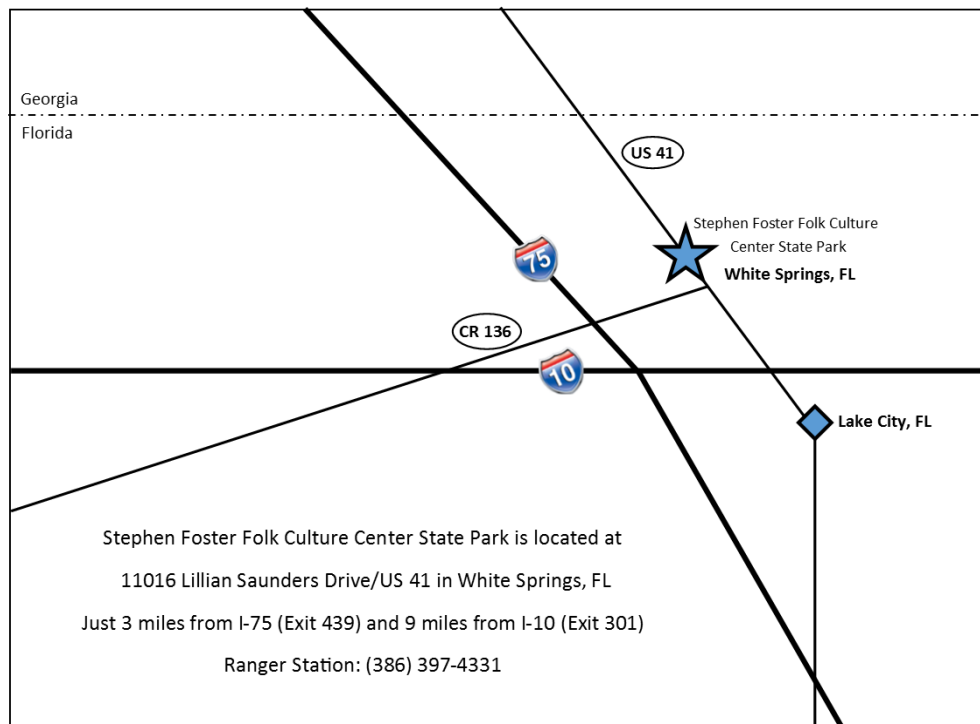 Georgia
Florida
US 41
Stephen Foster Folk Culture
Center State Park
White Springs, FL
75
CR 136
10
Lake City, FL
Stephen Foster Folk Culture Center State Park is located at
11016 Lillian Saunders Drive/US 41 in White Springs, FL
Just 3 miles from I-75 (Exit 439) and 9 miles from I-10 (Exit 301)
Ranger Station: (386) 397-4331